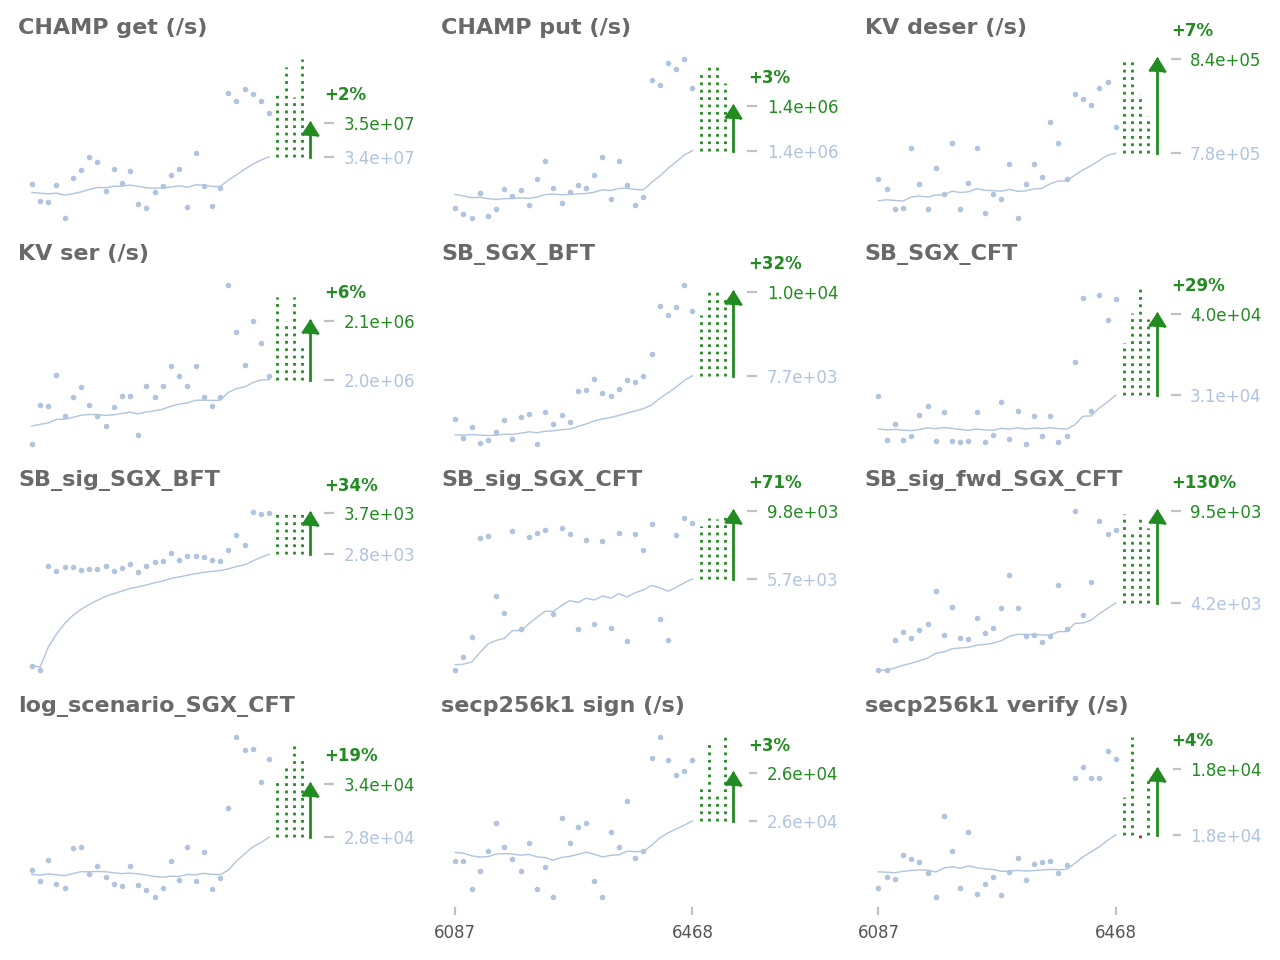 CHAMP get (/s)
+2%
3.5e+07
3.4e+07
CHAMP put (/s)
+3%
1.4e+06
1.4e+06
KV deser (/s)
+7%
8.4e+05
7.8e+05
KV ser (/s)
+6%
2.1e+06
2.0e+06
SB_SGX_BFT
+32%
1.0e+04
7.7e+03
SB_SGX_CFT
+29%
4.0e+04
3.1e+04
SB_sig_SGX_BFT
+34%
3.7e+03
2.8e+03
SB_sig_SGX_CFT
+71%
9.8e+03
5.7e+03
SB_sig_fwd_SGX_CFT
+130%
9.5e+03
4.2e+03
log_scenario_SGX_CFT
+19%
3.4e+04
2.8e+04
secp256k1 sign (/s)
+3%
2.6e+04
2.6e+04
6087 6468
secp256k1 verify (/s)
+4%
1.8e+04
1.8e+04
6087 6468